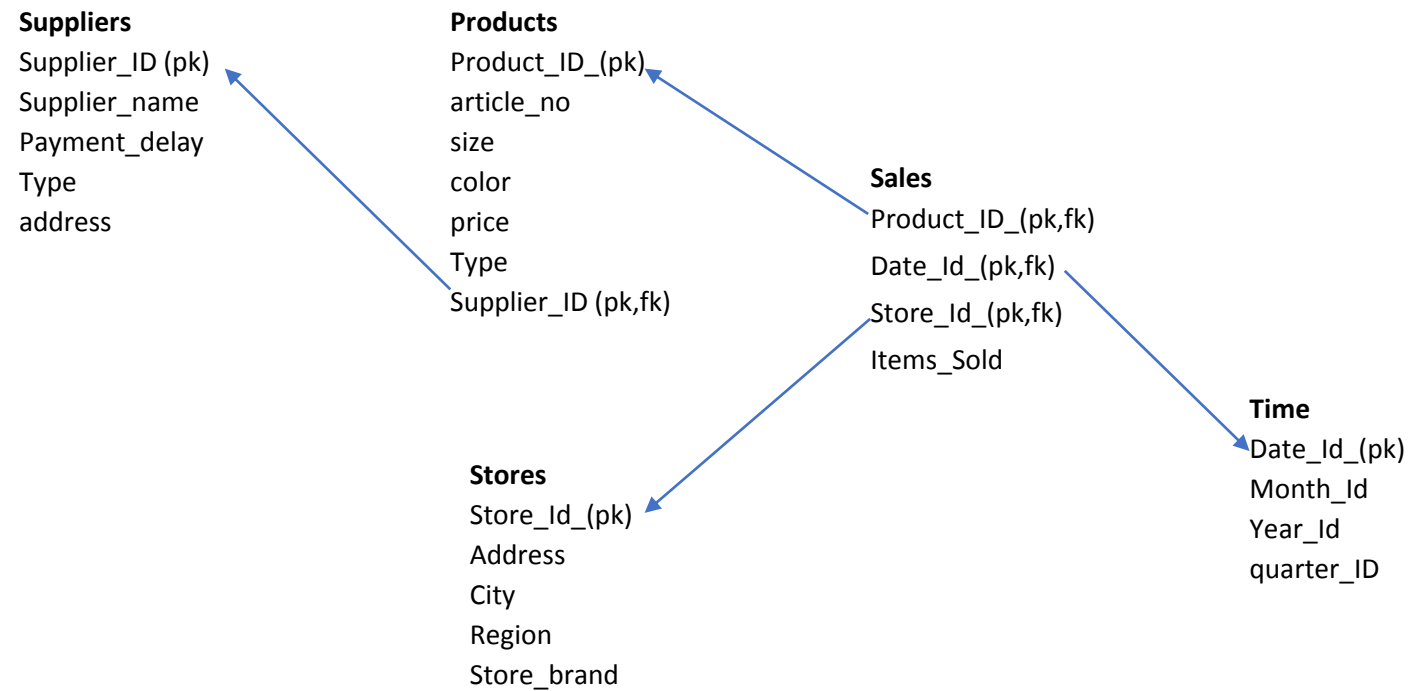 Suppliers
Supplier_ID (pk)
Supplier_name
Payment_delay
Type
address
Products
Product_ID_(pk)
article_no
size
color
price
Type
Supplier_ID (pk,fk)
Sales
Product_ID_(pk,fk)
Date_Id_(pk,fk)
Store_Id_(pk,fk)
Items_Sold
Stores
Store_Id_(pk)
Address
City
Region
Store_brand
Time
Date_Id_(pk)
Month_Id
Year_Id
quarter_ID